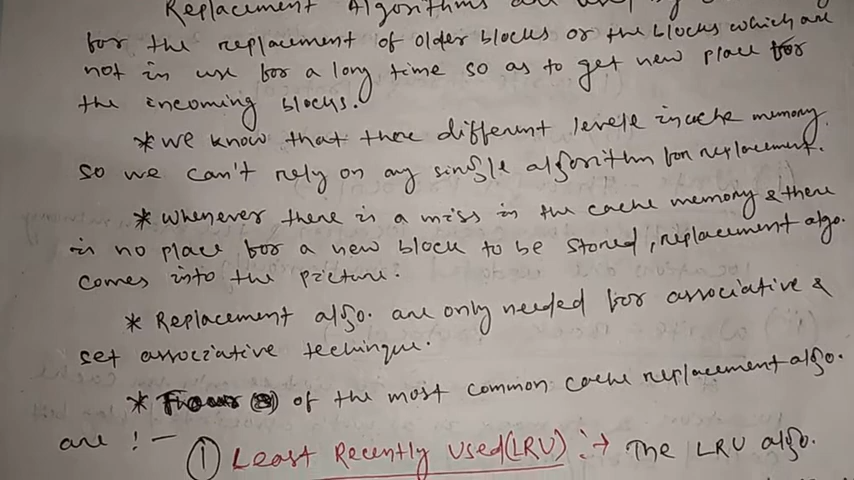 Replacement Algorithms are used
for the replacement of older blocks or the blocks which are
not in use for a long time so as to get new place for
the incoming blocks.
* we know that there different levels in cache memory
so we can't rely on any single algorithm for replacement.
* whenever there is a miss in the cache memory & there
is no place for a new block to be stored, replacement algo.
comes into the picture.
* Replacement algo. are only needed for associative &
set associative techinque.
* of the most common cache replacement algo.
are :-
① Least Recently Used(LRU) :→ The LRU algo.